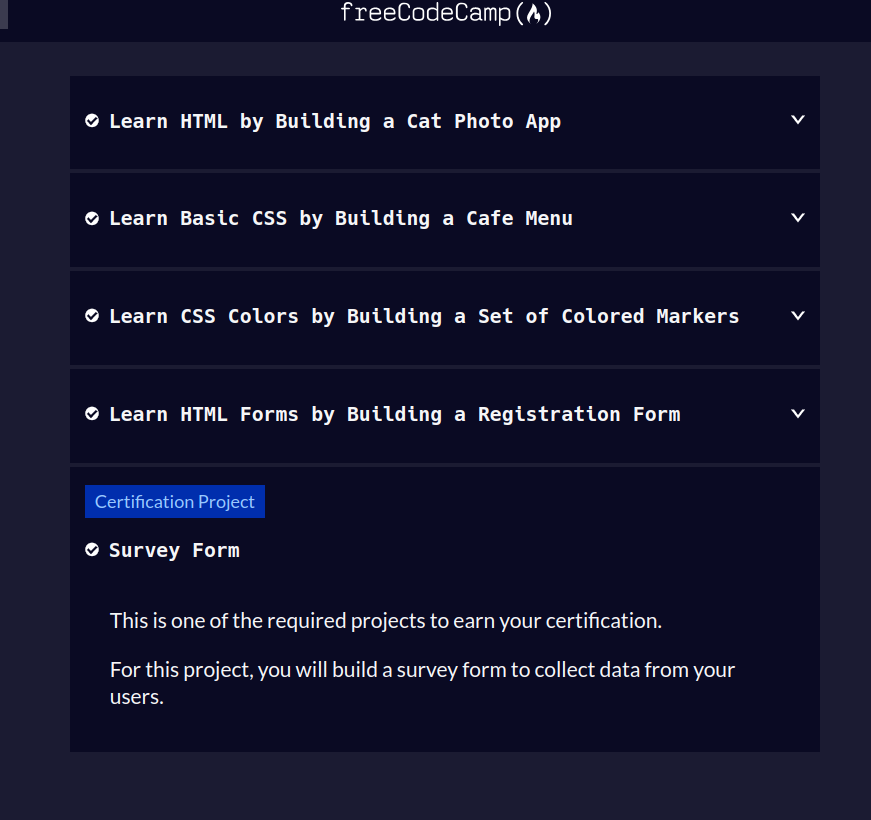 freeCodeCamp(🔥)
Learn HTML by Building a Cat Photo App
Learn Basic CSS by Building a Cafe Menu
Learn CSS Colors by Building a Set of Colored Markers
Learn HTML Forms by Building a Registration Form
Certification Project
Survey Form
This is one of the required projects to earn your certification.
For this project, you will build a survey form to collect data from your
users.